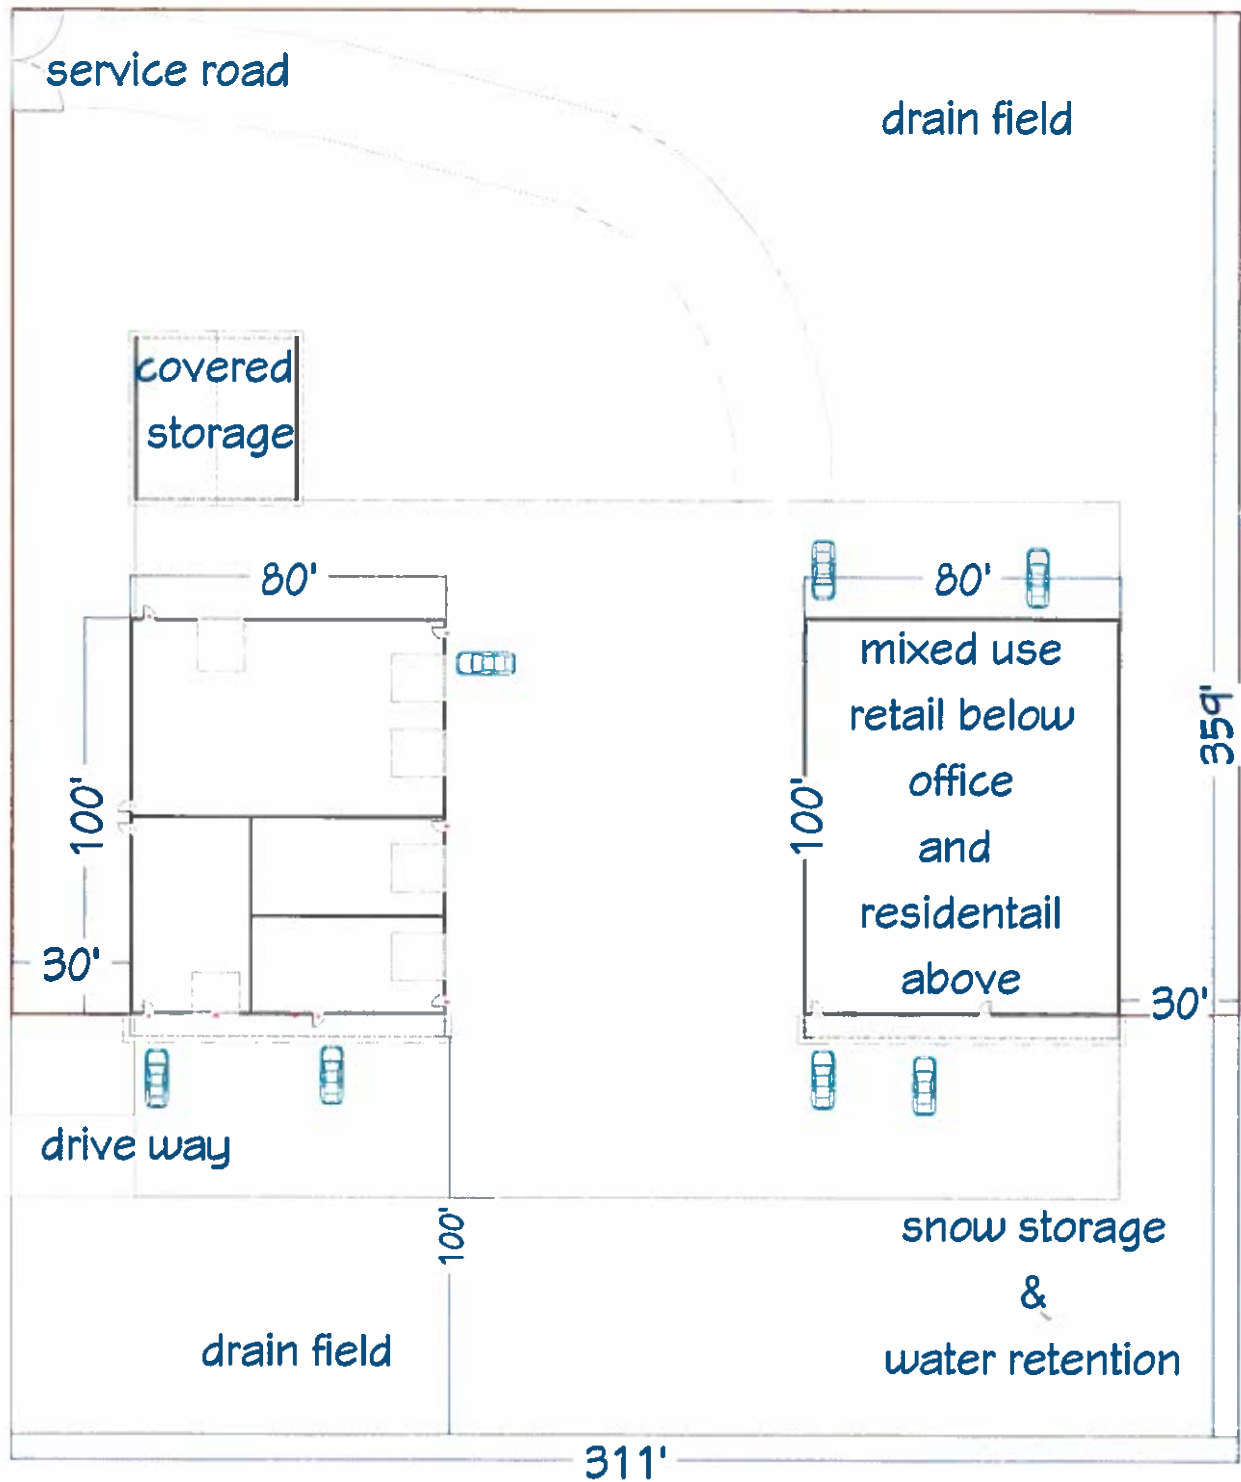 service road
drain field
covered
storage
80'
80'
mixed use
retail below
office
and
residentail
above
100'
100'
359'
30'
30'
drive way
100'
snow storage
&
water retention
drain field
311'